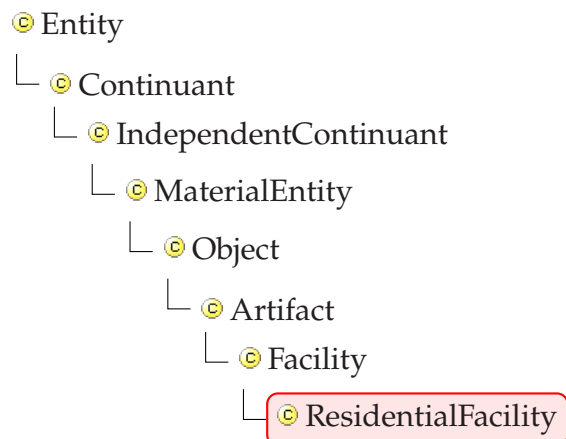 Entity
Continuant
IndependentContinuant
MaterialEntity
Object
Artifact
Facility
ResidentialFacility